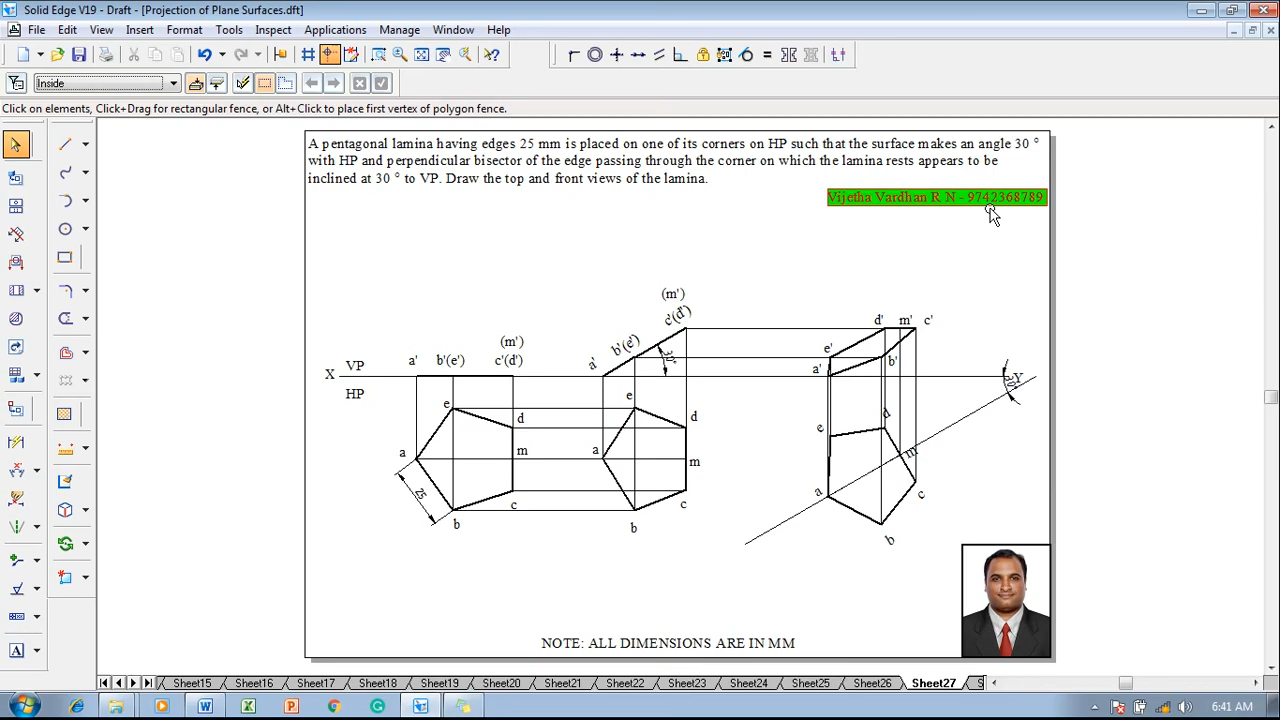 Solid Edge V19 - Draft - [Projection of Plane Surfaces.dft]
File Edit View Insert Format Tools Inspect Applications Manage Window Help
Inside
Click on elements, Click+Drag for rectangular fence, or Alt+Click to place first vertex of polygon fence.
A pentagonal lamina having edges 25 mm is placed on one of its corners on HP such that the surface makes an angle 30 °
with HP and perpendicular bisector of the edge passing through the corner on which the lamina rests appears to be
inclined at 30 ° to VP. Draw the top and front views of the lamina.
Vijetha Vardhan R N - 9742368789
(m')
c'(d')
d' m' c'
(m')
b'(e')
e'
X VP a' b'(e') c'(d') a' 30° a' b' Y
30°
HP
e e d
d d e
a m a m m
25 a c
c c
b b b
NOTE: ALL DIMENSIONS ARE IN MM
Sheet15 Sheet16 Sheet17 Sheet18 Sheet19 Sheet20 Sheet21 Sheet22 Sheet23 Sheet24 Sheet25 Sheet26 Sheet27 S
6:41 AM